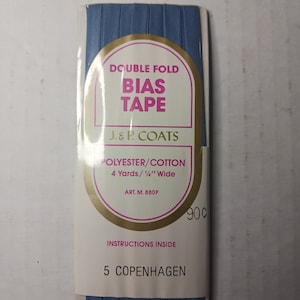 DOUBLE FOLD
BIAS
TAPE
J. & P. COATS
POLYESTER/COTTON
4 Yards / ¼" Wide
ART. M. 880P
90¢
INSTRUCTIONS INSIDE
5 COPENHAGEN